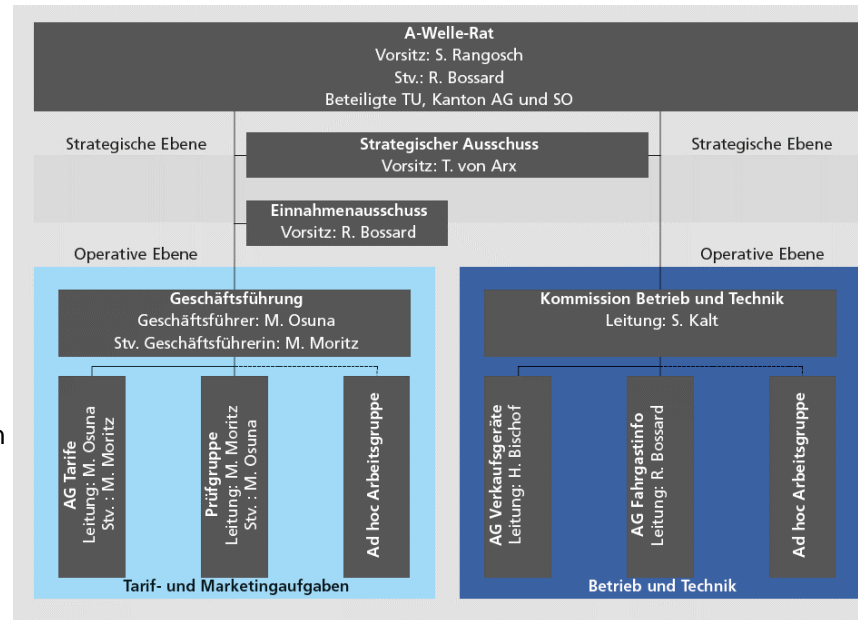 A-Welle-Rat
Vorsitz: S. Rangosch
Stv.: R. Bossard
Beteiligte TU, Kanton AG und SO
Strategische Ebene
Strategischer Ausschuss
Vorsitz: T. von Arx
Strategische Ebene
Einnahmenausschuss
Vorsitz: R. Bossard
Operative Ebene
Operative Ebene
Geschäftsführung
Geschäftsführer: M. Osuna
Stv. Geschäftsführerin: M. Moritz
AG Tarife
Leitung: M. Osuna
Stv. : M. Moritz
Prüfgruppe
Leitung: M. Moritz
Stv. : M. Osuna
Ad hoc Arbeitsgruppe
Tarif- und Marketingaufgaben
Kommission Betrieb und Technik
Leitung: S. Kalt
AG Verkaufsgeräte
Leitung: H. Bischof
AG Fahrgastinfo
Leitung: R. Bossard
Ad hoc Arbeitsgruppe
Betrieb und Technik
n